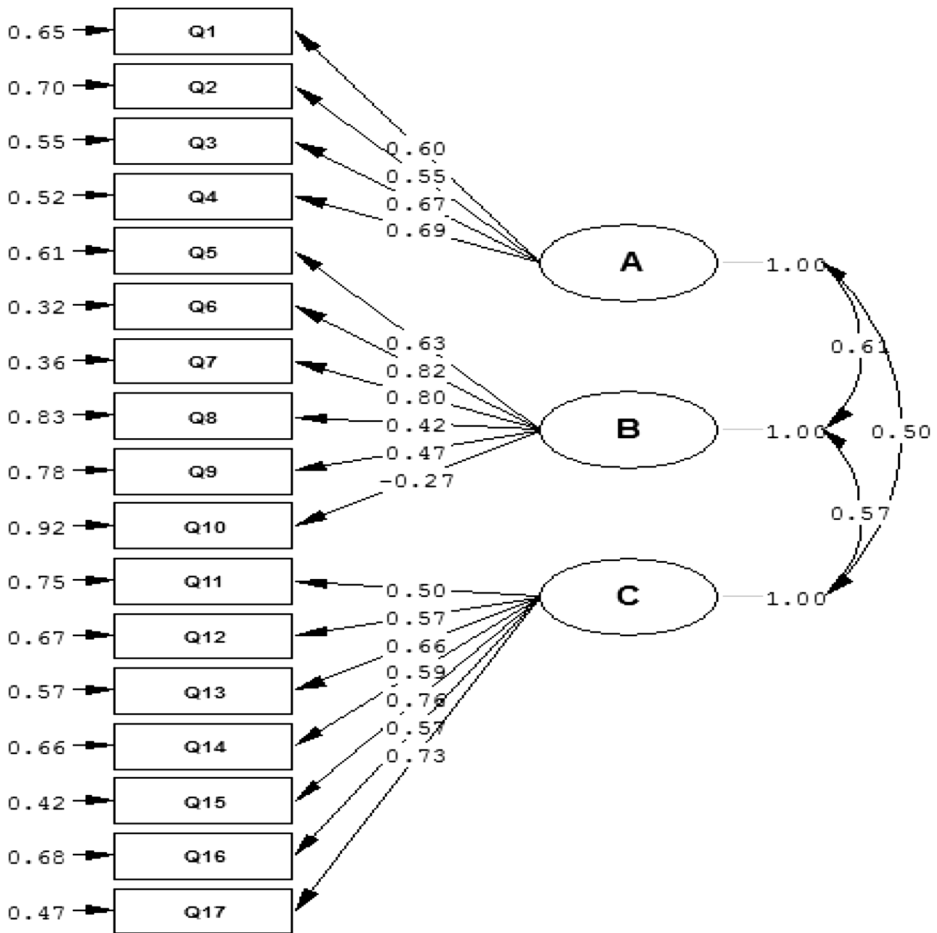 0.65 Q1
0.70 Q2
0.55 Q3
0.52 Q4
0.61 Q5
0.32 Q6
0.36 Q7
0.83 Q8
0.78 Q9
0.92 Q10
0.75 Q11
0.67 Q12
0.57 Q13
0.66 Q14
0.42 Q15
0.68 Q16
0.47 Q17
0.60
0.55
0.67
0.69
0.63
0.82
0.80
0.42
0.47
-0.27
0.50
0.57
0.66
0.59
0.76
0.57
0.73
A 1.00
B 1.00
C 1.00
0.61
0.50
0.57